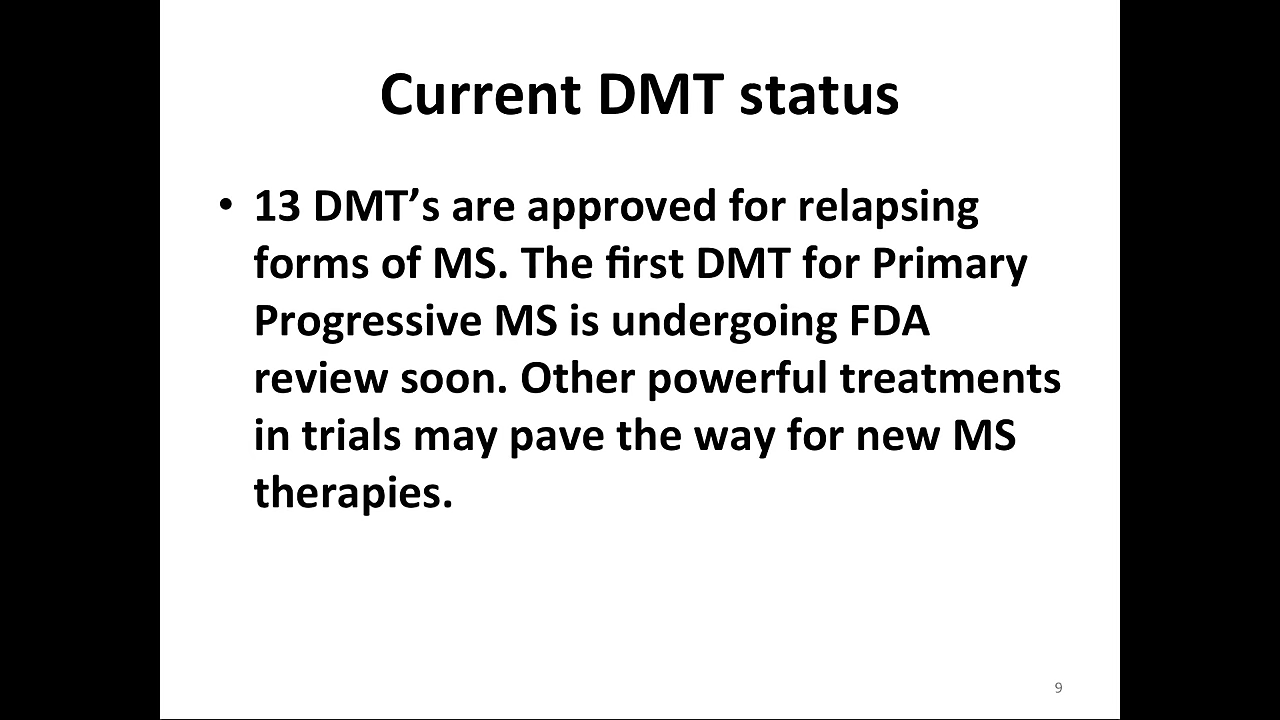 Current DMT status
• 13 DMT’s are approved for relapsing
forms of MS. The first DMT for Primary
Progressive MS is undergoing FDA
review soon. Other powerful treatments
in trials may pave the way for new MS
therapies.
9